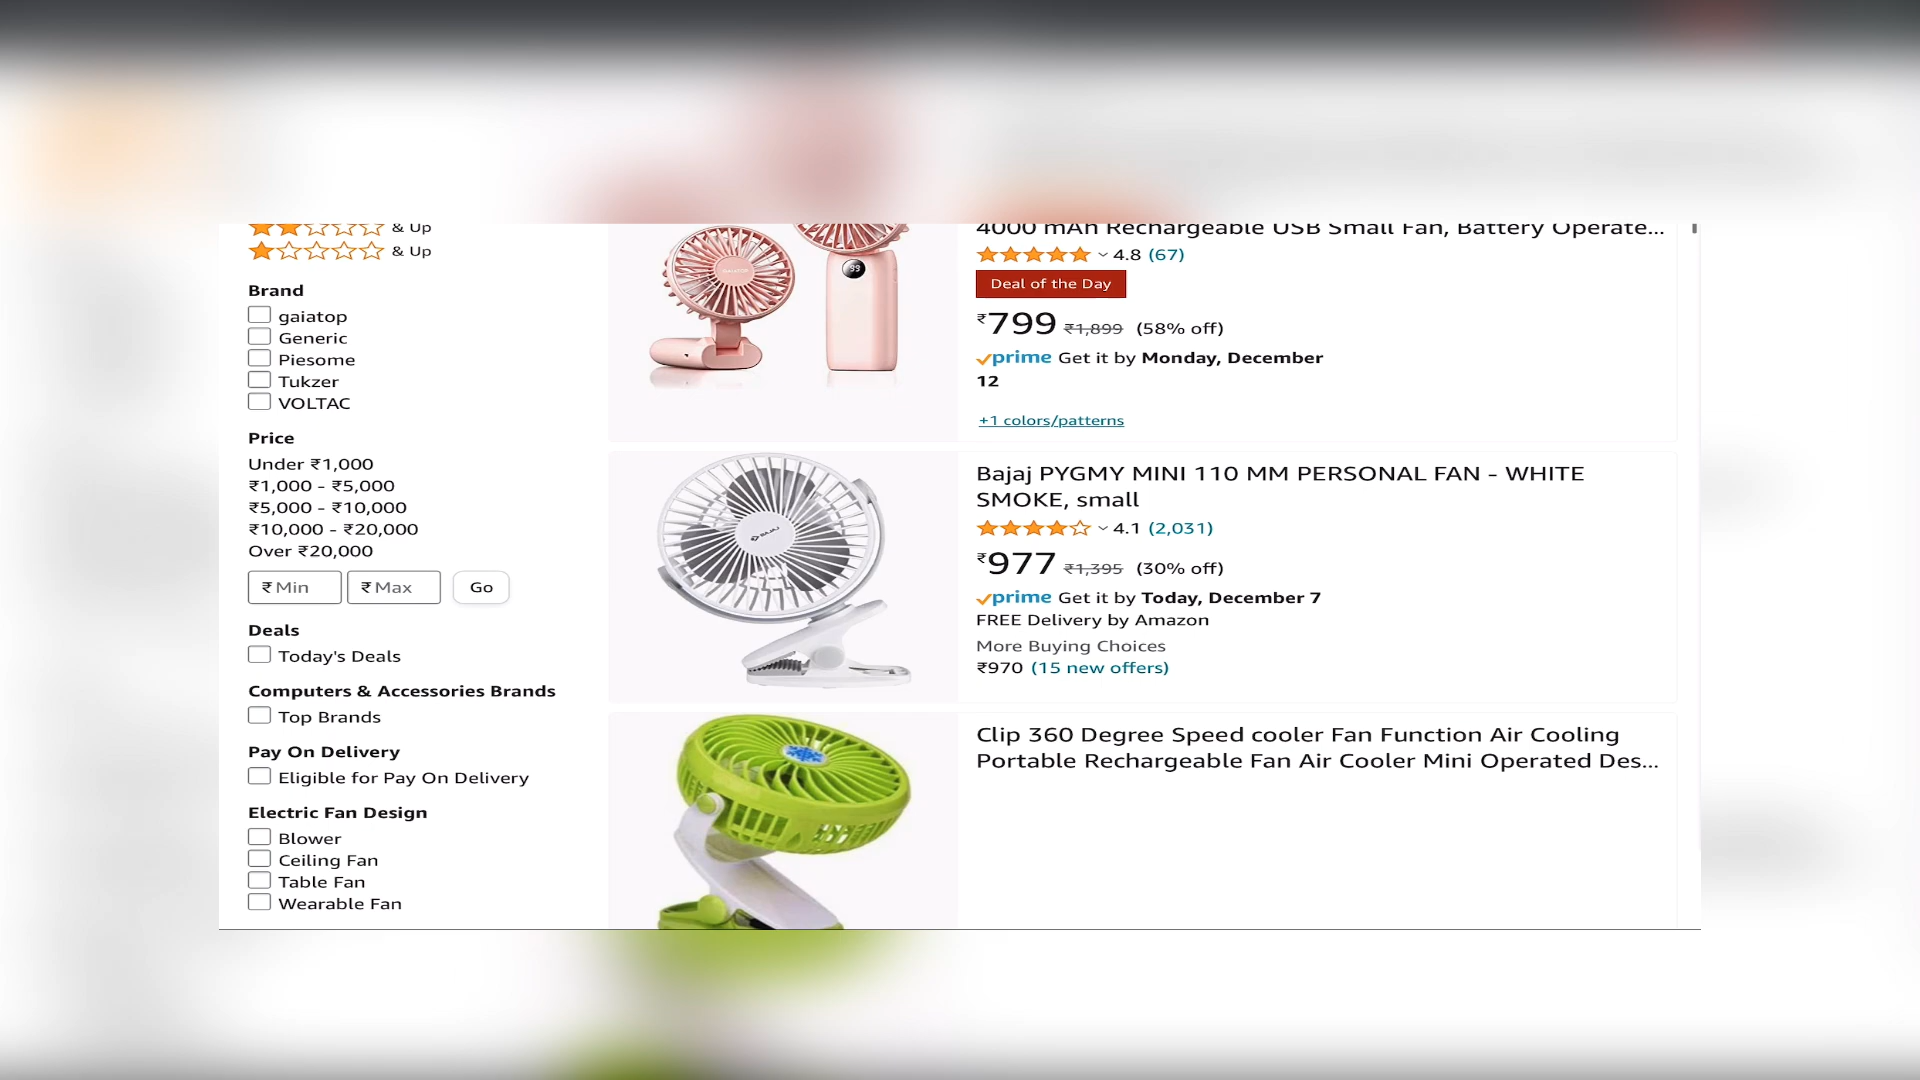 & Up
& Up
Brand
gaiatop
Generic
Piesome
Tukzer
VOLTAC
Price
Under ₹1,000
₹1,000 - ₹5,000
₹5,000 - ₹10,000
₹10,000 - ₹20,000
Over ₹20,000
₹ Min ₹ Max Go
Deals
Today's Deals
Computers & Accessories Brands
Top Brands
Pay On Delivery
Eligible for Pay On Delivery
Electric Fan Design
Blower
Ceiling Fan
Table Fan
Wearable Fan
99
4000 mAh Rechargeable USB Small Fan, Battery Operate...
4.8 (67)
Deal of the Day
₹799 ₹1,899 (58% off)
prime Get it by Monday, December
12
+1 colors/patterns
BAJAJ
Bajaj PYGMY MINI 110 MM PERSONAL FAN - WHITE
SMOKE, small
4.1 (2,031)
₹977 ₹1,395 (30% off)
prime Get it by Today, December 7
FREE Delivery by Amazon
More Buying Choices
₹970 (15 new offers)
Clip 360 Degree Speed cooler Fan Function Air Cooling
Portable Rechargeable Fan Air Cooler Mini Operated Des...